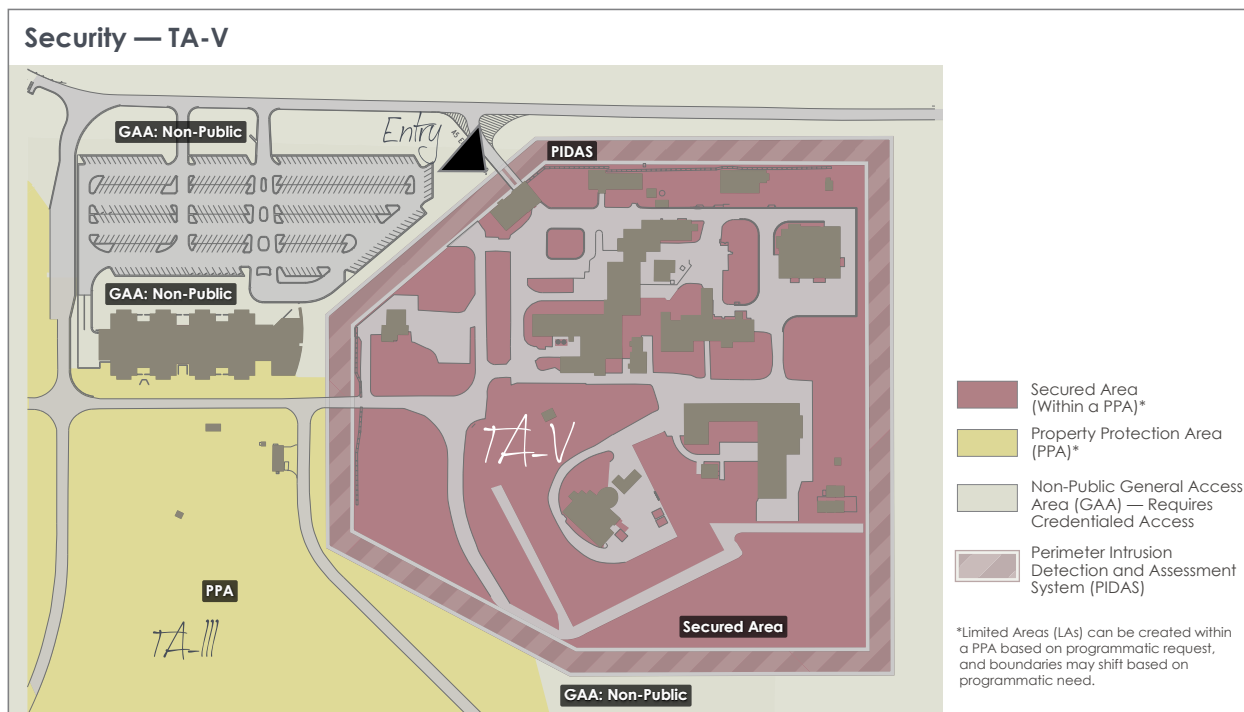 Security — TA-V
GAA: Non-Public
Entry
PIDAS
GAA: Non-Public
TA-V
PPA
TA-III
Secured Area
GAA: Non-Public
Secured Area
(Within a PPA)*
Property Protection Area
(PPA)*
Non-Public General Access
Area (GAA) — Requires
Credentialed Access
Perimeter Intrusion
Detection and Assessment
System (PIDAS)
*Limited Areas (LAs) can be created within
a PPA based on programmatic request,
and boundaries may shift based on
programmatic need.